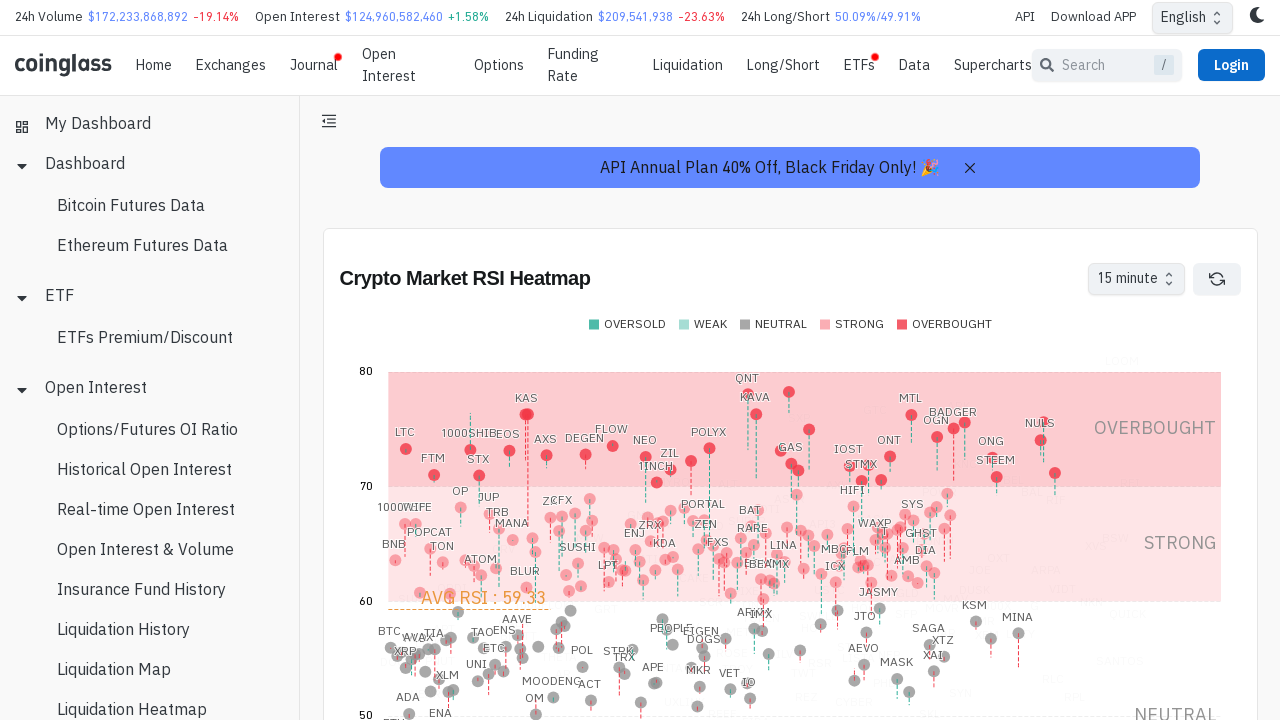 24h Volume $172,233,868,892 -19.14% Open Interest $124,960,582,460 +1.58% 24h Liquidation $209,541,938 -23.63% 24h Long/Short 50.09%/49.91% API Download APP English
coinglass Home Exchanges Journal Open Interest Options Funding Rate Liquidation Long/Short ETFs Data Supercharts Search / Login
My Dashboard
Dashboard
Bitcoin Futures Data
Ethereum Futures Data
ETF
ETFs Premium/Discount
Open Interest
Options/Futures OI Ratio
Historical Open Interest
Real-time Open Interest
Open Interest & Volume
Insurance Fund History
Liquidation History
Liquidation Map
Liquidation Heatmap
API Annual Plan 40% Off, Black Friday Only! 🎉
Crypto Market RSI Heatmap
15 minute
OVERSOLD WEAK NEUTRAL STRONG OVERBOUGHT
80
QNT
KAS KAVA MTL
BADGER
OGN NULS
LTC 1000SHIB EOS AXS DEGEN FLOW NEO POLYX OVERBOUGHT
ONT ONG
GAS IOST
FTM STX 1INCH ZIL STMX STEEM
70
OP JUP CFX PORTAL HIFI SYS
TRB BAT
MANA ZRX ZEN RARE WAXP
POPCAT ENJ GHST
BNB TON SUSHI KDA FXS LINA MBC FLM DIA STRONG
ATOM LPT BEAMX ICX AMB
BLUR JASMY
AVG RSI : 59.33
60
KSM
AAVE IMX JTO MINA
BTC TIA TAO ENS PEOPLE EIGEN SAGA
AVAX DOGS XTZ
XRP ETC POL STRK TRX AEVO XAI
UNI APE MKR VET MASK
XLM MOODENG ACT IO
ADA OM
ENA
50 NEUTRAL